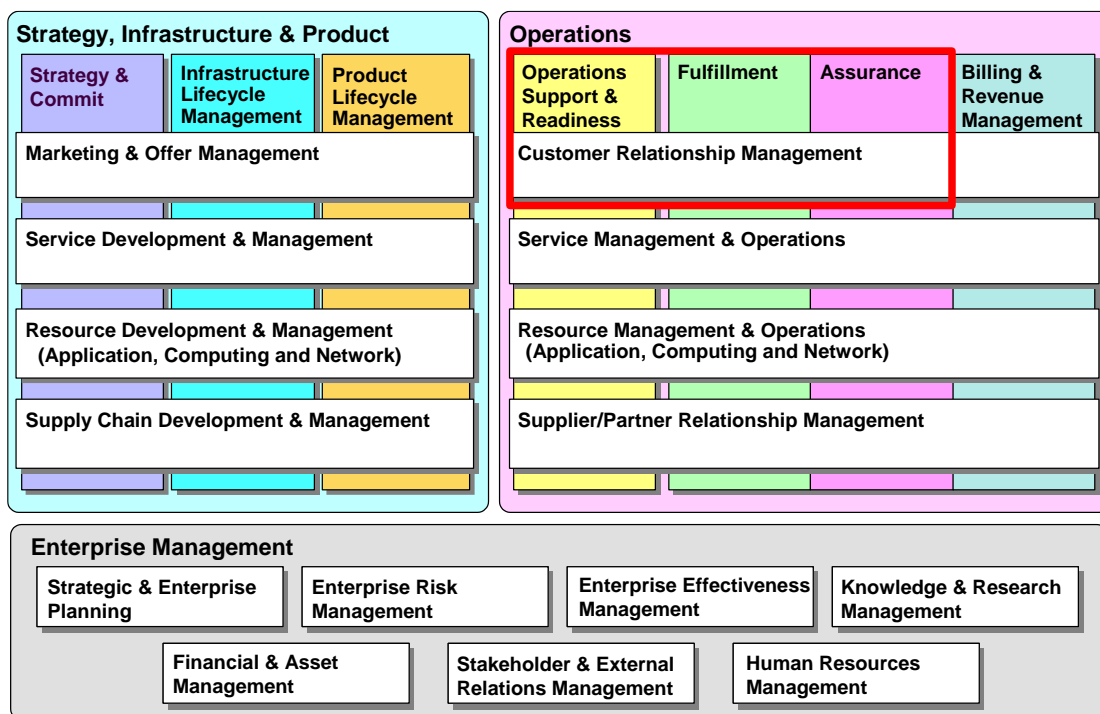 Strategy, Infrastructure & Product
Strategy &
Commit
Infrastructure
Lifecycle
Management
Product
Lifecycle
Management
Marketing & Offer Management
Service Development & Management
Resource Development & Management
(Application, Computing and Network)
Supply Chain Development & Management
Operations
Operations
Support &
Readiness
Fulfillment
Assurance
Billing &
Revenue
Management
Customer Relationship Management
Service Management & Operations
Resource Management & Operations
(Application, Computing and Network)
Supplier/Partner Relationship Management
Enterprise Management
Strategic & Enterprise
Planning
Enterprise Risk
Management
Enterprise Effectiveness
Management
Knowledge & Research
Management
Financial & Asset
Management
Stakeholder & External
Relations Management
Human Resources
Management